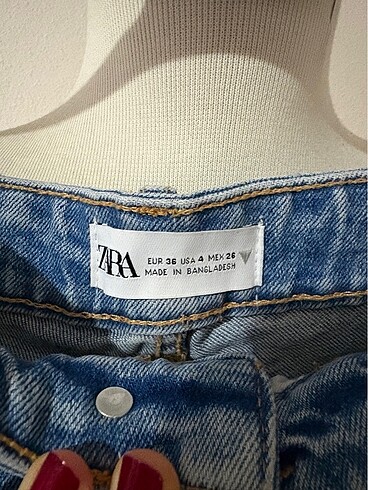 ZARA
EUR 36 USA 4 MEX 26
MADE IN BANGLADESH